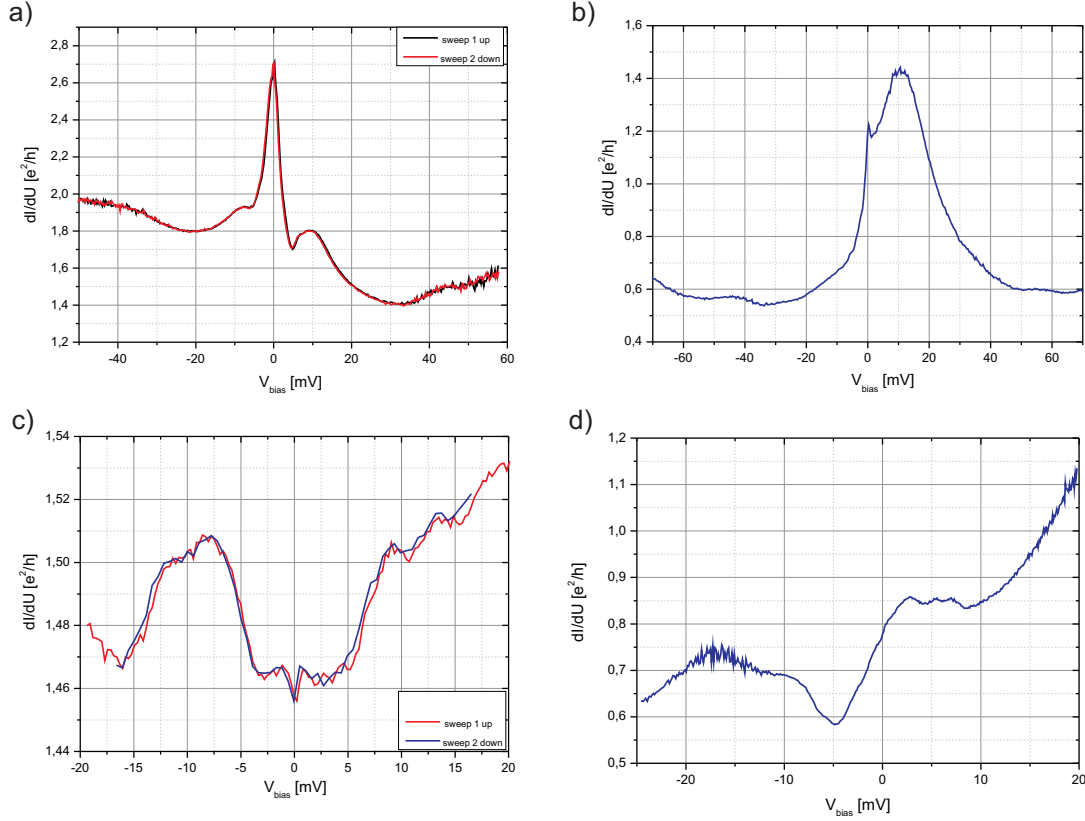 a)
sweep 1 up
sweep 2 down
2,8
2,6
2,4
2,2
2,0
1,8
1,6
1,4
1,2
dI/dU [e²/h]
-40 -20 0 20 40 60
V_bias [mV]
b)
1,6
1,4
1,2
1,0
0,8
0,6
0,4
dI/dU [e²/h]
-60 -40 -20 0 20 40 60
V_bias [mV]
c)
1,54
1,52
1,50
1,48
1,46
1,44
dI/dU [e²/h]
sweep 1 up
sweep 2 down
-20 -15 -10 -5 0 5 10 15 20
V_bias [mV]
d)
1,2
1,1
1,0
0,9
0,8
0,7
0,6
0,5
dI/dU [e²/h]
-20 -10 0 10 20
V_bias [mV]